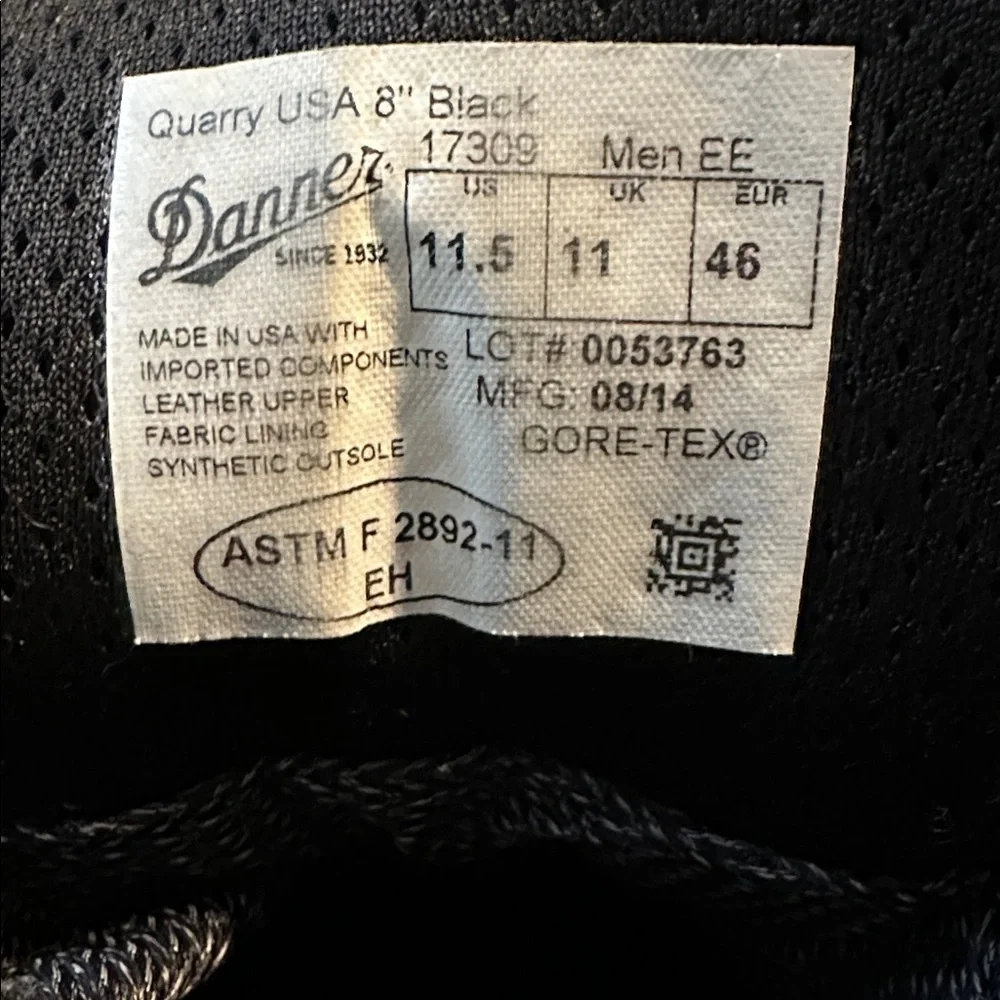 Quarry USA 8" Black
17309 Men EE
Danner
SINCE 1932
US UK EUR
11.5 11 46
MADE IN USA WITH
IMPORTED COMPONENTS
LEATHER UPPER
FABRIC LINING
SYNTHETIC OUTSOLE
LOT# 0053763
MFG: 08/14
GORE-TEX®
ASTM F 2892-11
EH